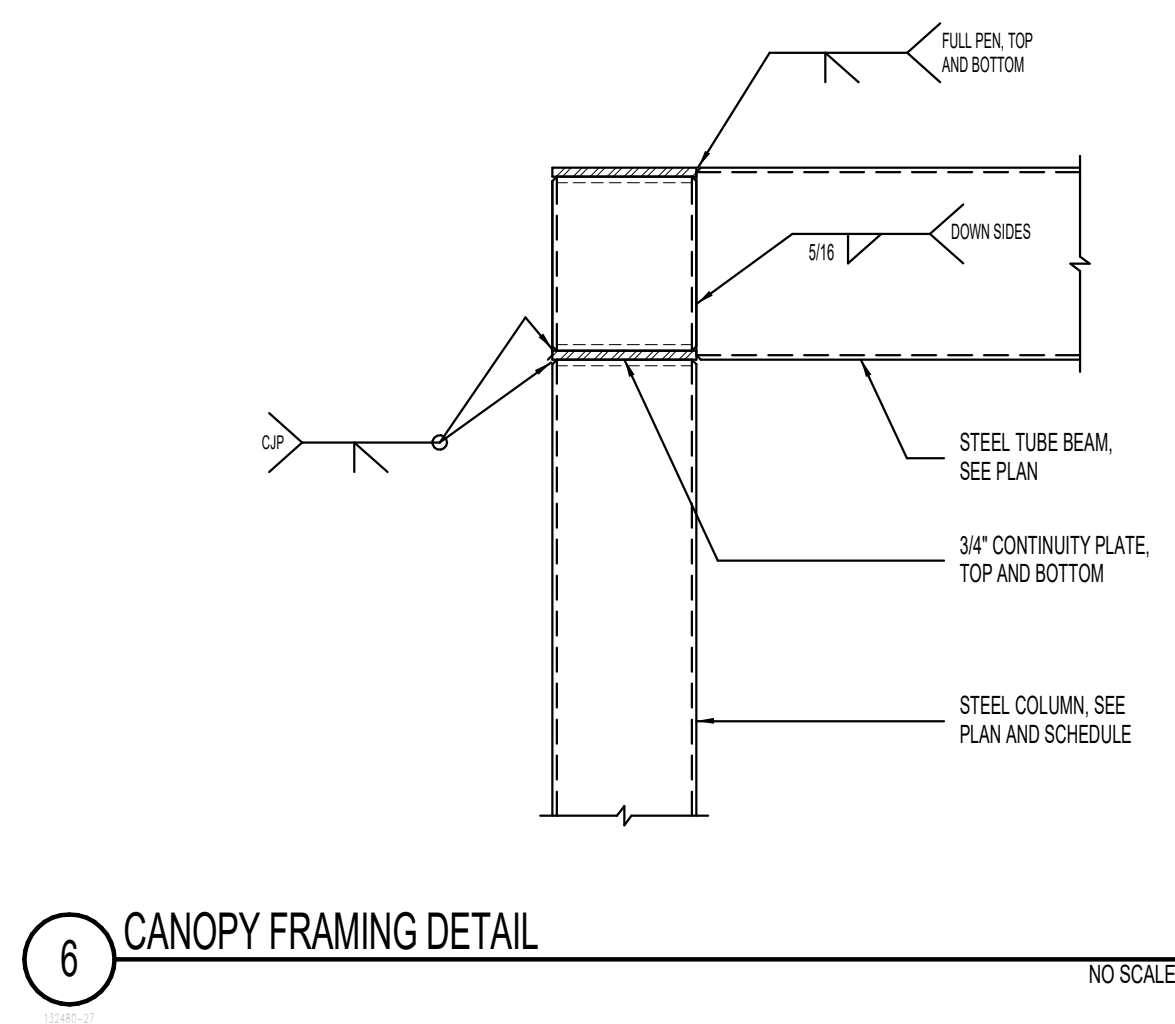 FULL PEN, TOP
AND BOTTOM
DOWN SIDES
5/16
CJP
STEEL TUBE BEAM,
SEE PLAN
3/4" CONTINUITY PLATE,
TOP AND BOTTOM
STEEL COLUMN, SEE
PLAN AND SCHEDULE
6
CANOPY FRAMING DETAIL
NO SCALE
132480-27